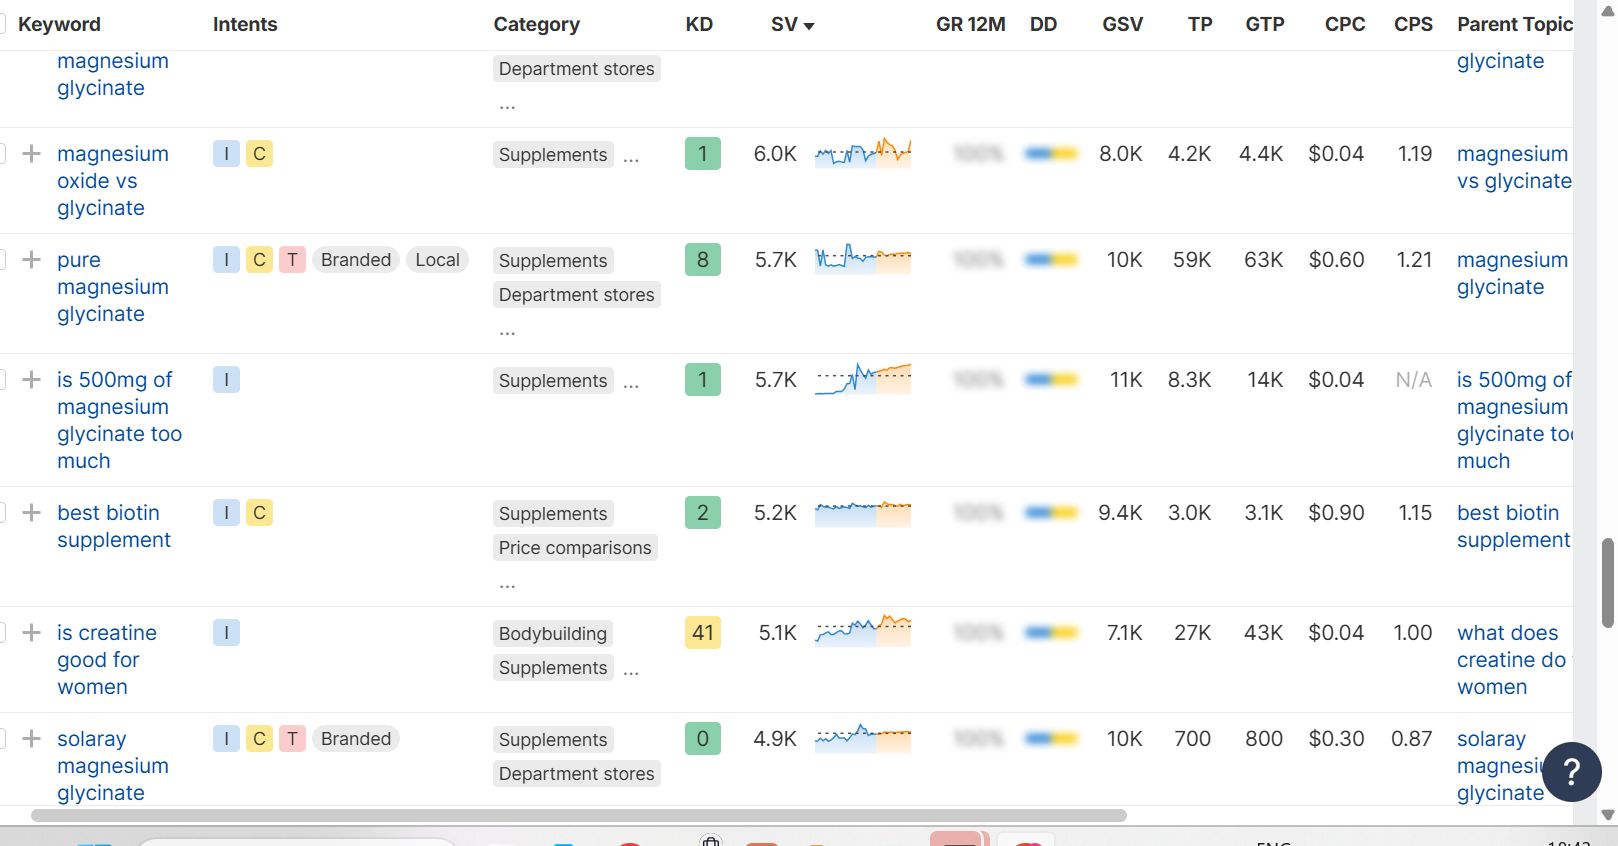 Keyword Intents Category KD SV GR 12M DD GSV TP GTP CPC CPS Parent Topic
magnesium glycinate
Department stores
...
glycinate
magnesium oxide vs glycinate
I C
Supplements ...
1 6.0K 8.0K 4.2K 4.4K $0.04 1.19
magnesium vs glycinate
pure magnesium glycinate
I C T Branded Local
Supplements
Department stores
...
8 5.7K 10K 59K 63K $0.60 1.21
magnesium glycinate
is 500mg of magnesium glycinate too much
I
Supplements ...
1 5.7K 11K 8.3K 14K $0.04 N/A
is 500mg of magnesium glycinate too much
best biotin supplement
I C
Supplements
Price comparisons
...
2 5.2K 9.4K 3.0K 3.1K $0.90 1.15
best biotin supplement
is creatine good for women
I
Bodybuilding
Supplements ...
41 5.1K 7.1K 27K 43K $0.04 1.00
what does creatine do women
solaray magnesium glycinate
I C T Branded
Supplements
Department stores
0 4.9K 10K 700 800 $0.30 0.87
solaray glycinate
?